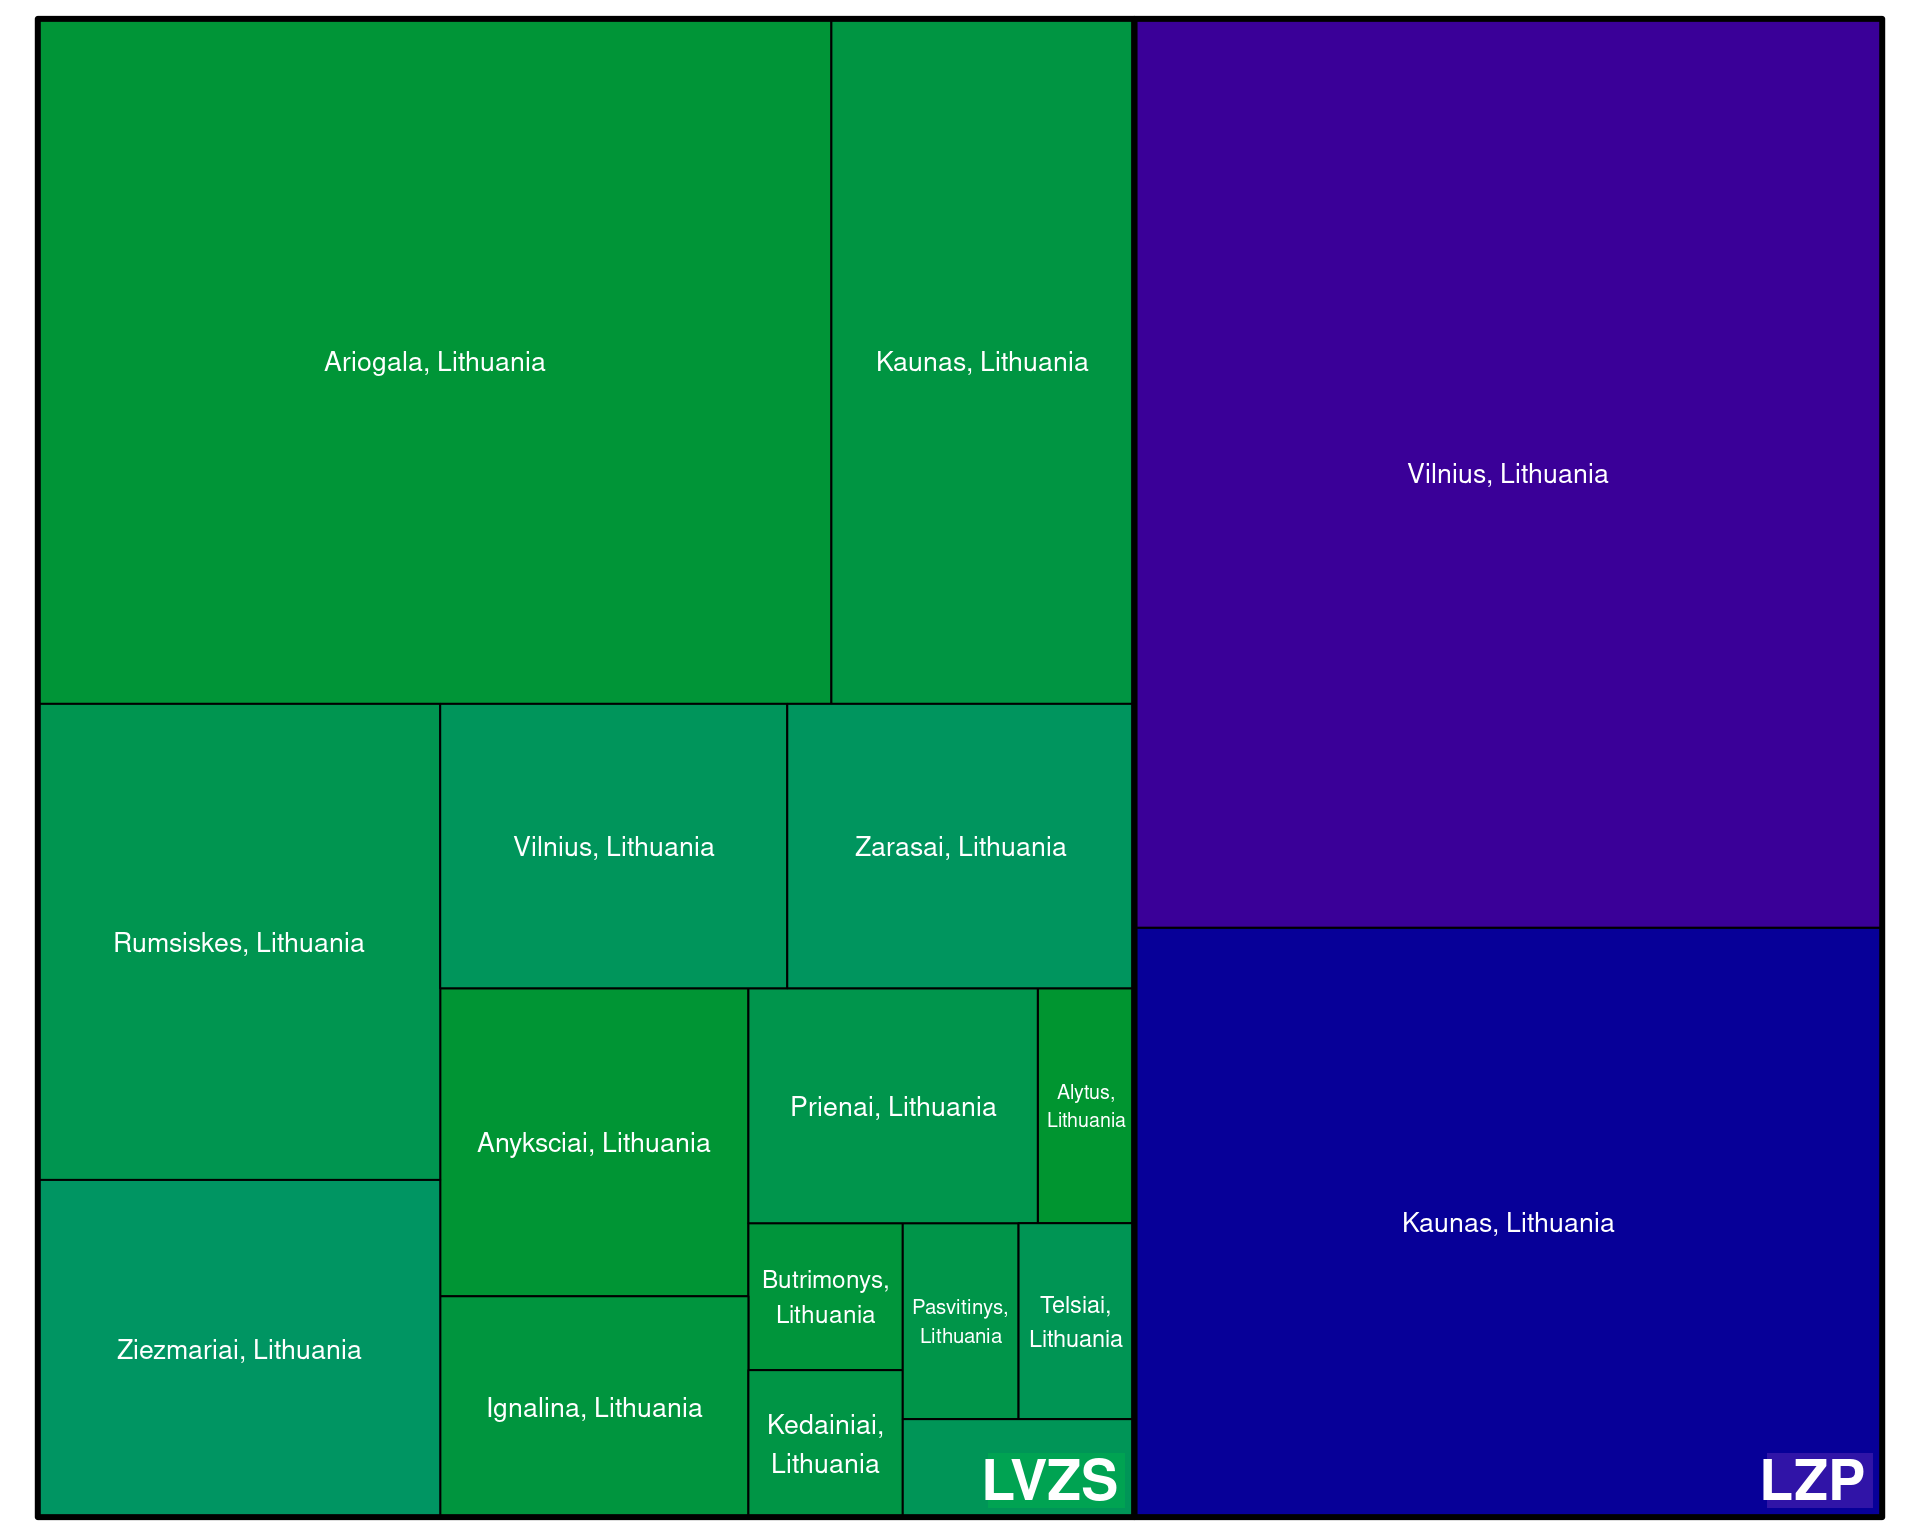 Ariogala, Lithuania
Kaunas, Lithuania
Vilnius, Lithuania
Rumsiskes, Lithuania
Vilnius, Lithuania
Zarasai, Lithuania
Anyksciai, Lithuania
Prienai, Lithuania
Alytus,
Lithuania
Ziezmariai, Lithuania
Ignalina, Lithuania
Butrimonys,
Lithuania
Pasvitinys,
Lithuania
Telsiai,
Lithuania
Kedainiai,
Lithuania
Kaunas, Lithuania
LVZS
LZP